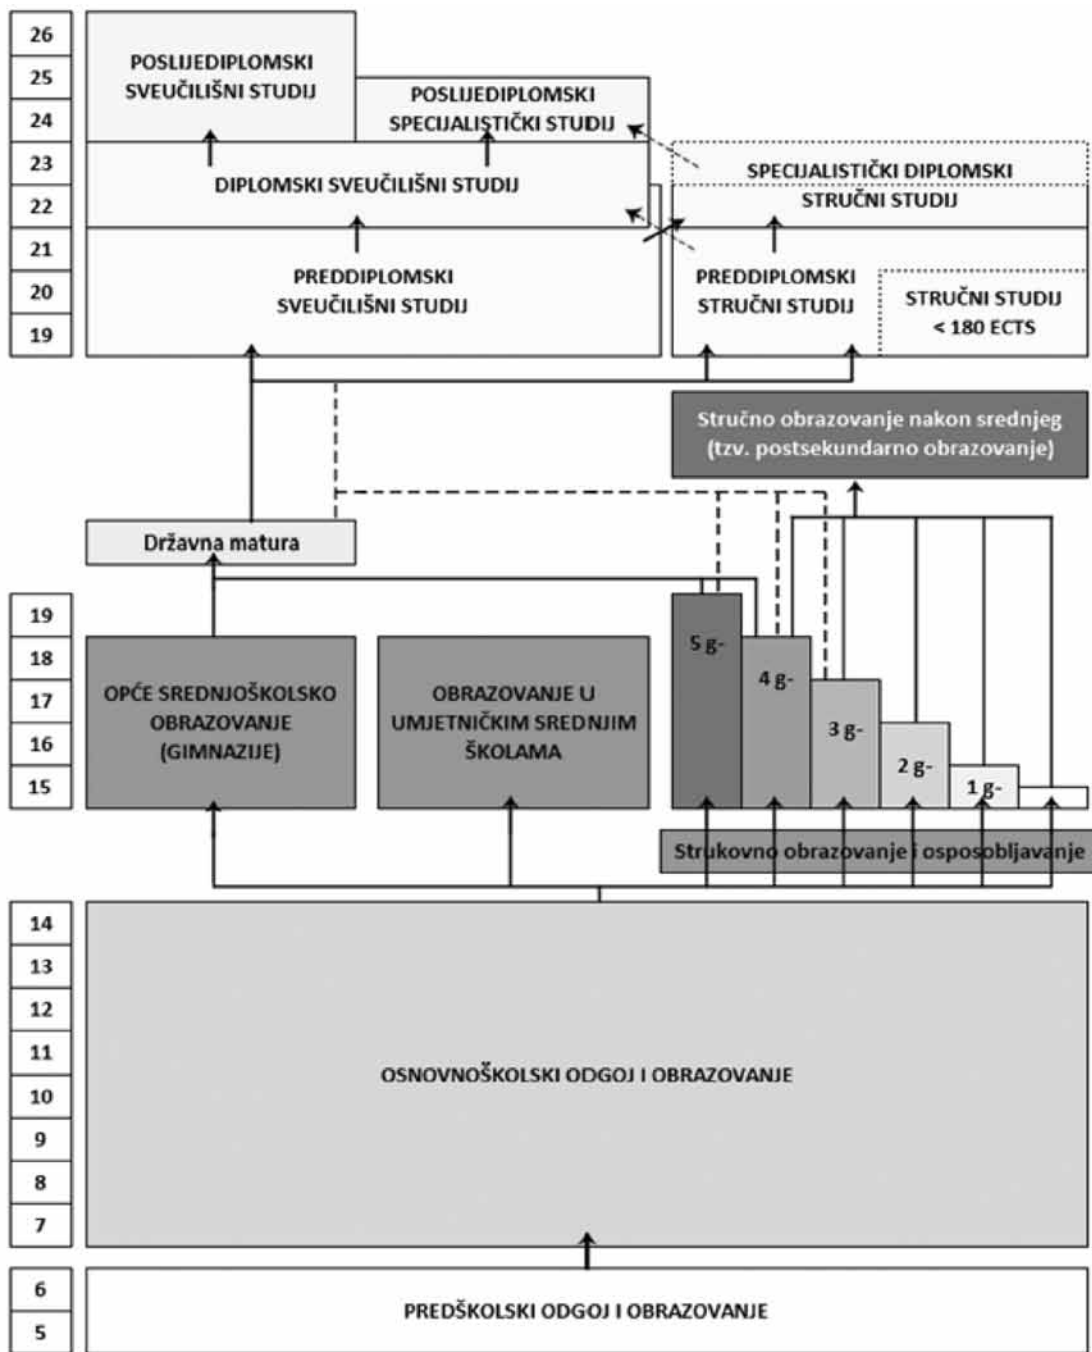 26
25
24
23
22
21
20
19
POSLIJEDIPLOMSKI
SVEUČILIŠNI STUDIJ
POSLIJEDIPLOMSKI
SPECIJALISTIČKI STUDIJ
DIPLOMSKI SVEUČILIŠNI STUDIJ
SPECIJALISTIČKI DIPLOMSKI
STRUČNI STUDIJ
PREDDIPLOMSKI
SVEUČILIŠNI STUDIJ
PREDDIPLOMSKI
STRUČNI STUDIJ
STRUČNI STUDIJ
< 180 ECTS
Stručno obrazovanje nakon srednjeg
(tzv. postsekundarno obrazovanje)
Državna matura
19
18
17
16
15
OPĆE SREDNJOŠKOLSKO
OBRAZOVANJE
(GIMNAZIJE)
OBRAZOVANJE U
UMJETNIČKIM SREDNJIM
ŠKOLAMA
5 g-
4 g-
3 g-
2 g-
1 g-
Strukovno obrazovanje i osposobljavanje
14
13
12
11
10
9
8
7
OSNOVNOŠKOLSKI ODGOJ I OBRAZOVANJE
6
5
PREDŠKOLSKI ODGOJ I OBRAZOVANJE